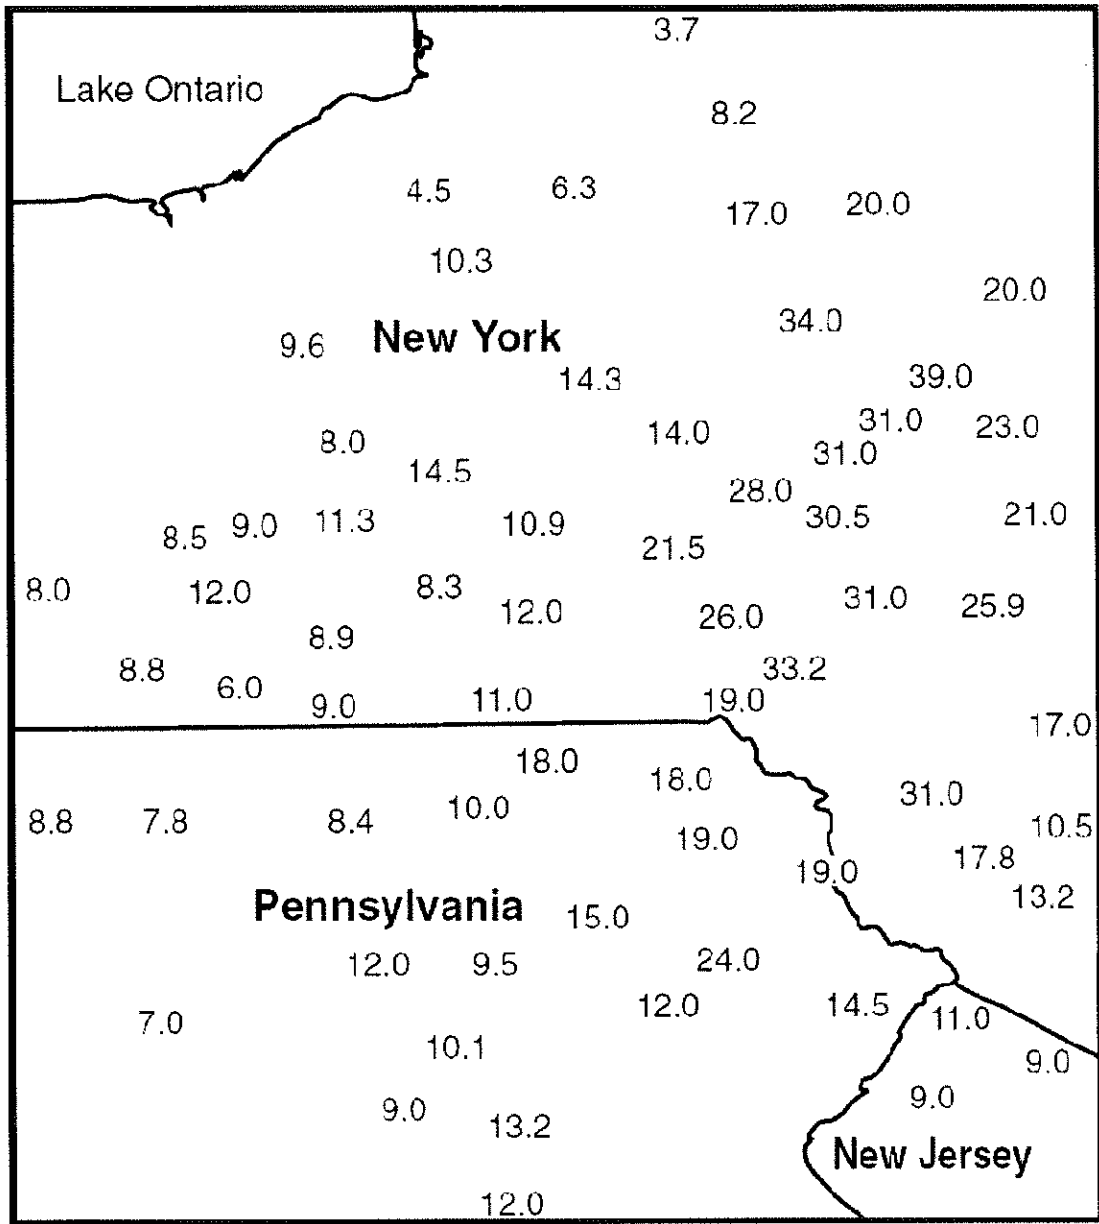 3.7
Lake Ontario
8.2
4.5 6.3
17.0 20.0
10.3
20.0
34.0
9.6 New York
14.3 39.0
31.0 23.0
8.0 14.0
31.0
14.5
28.0
8.5 9.0 11.3 10.9 30.5 21.0
21.5
8.0 12.0 8.3 31.0 25.9
12.0 26.0
8.9
8.8 33.2
6.0 9.0 11.0 19.0
17.0
18.0 18.0
31.0
8.8 7.8 8.4 10.0 10.5
19.0
19.0 17.8
13.2
Pennsylvania 15.0
12.0 9.5 24.0
12.0 14.5 11.0
7.0
10.1 9.0
9.0 13.2 9.0
New Jersey
12.0